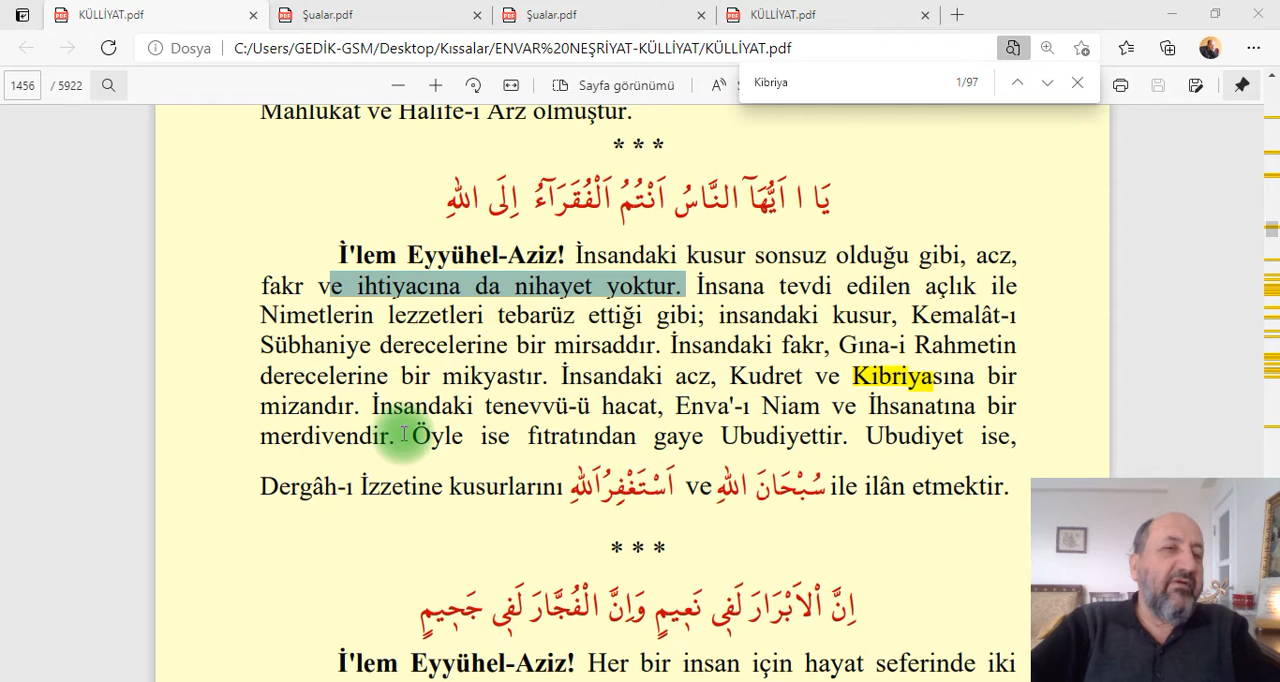 KÜLLİYAT.pdf
Şualar.pdf
Şualar.pdf
KÜLLİYAT.pdf
Dosya
C:/Users/GEDİK-GSM/Desktop/Kıssalar/ENVAR%20NEŞRİYAT-KÜLLİYAT/KÜLLİYAT.pdf
1456 / 5922
Sayfa görünümü
Kibriya
1/97
Mahlukat ve Halife-i Arz olmuştur.
* * *
يَا ا اَيُّهَآ النَّاسُ اَنْتُمُ اَلْفُقَرَآءُ اِلَى اللّٰهِ
İ'lem Eyyühel-Aziz! İnsandaki kusur sonsuz olduğu gibi, acz,
fakr ve ihtiyacına da nihayet yoktur. İnsana tevdi edilen açlık ile
Nimetlerin lezzetleri tebarüz ettiği gibi; insandaki kusur, Kemalât-ı
Sübhaniye derecelerine bir mirsaddır. İnsandaki fakr, Gına-i Rahmetin
derecelerine bir mikyastır. İnsandaki acz, Kudret ve Kibriyasına bir
mizandır. İnsandaki tenevvü-ü hacat, Enva'-ı Niam ve İhsanatına bir
merdivendir. Öyle ise fıtratından gaye Ubudiyettir. Ubudiyet ise,
Dergâh-ı İzzetine kusurlarını اَسْتَغْفِرُاَللّٰهِ ve سُبْحَانَ اللّٰهِ ile ilân etmektir.
* * *
اِنَّ اْلاَبْرَارَ لَفِى نَعِيمٍ وَاِنَّ الْفُجَّارَ لَفِى جَحِيمٍ
İ'lem Eyyühel-Aziz! Her bir insan için hayat seferinde iki